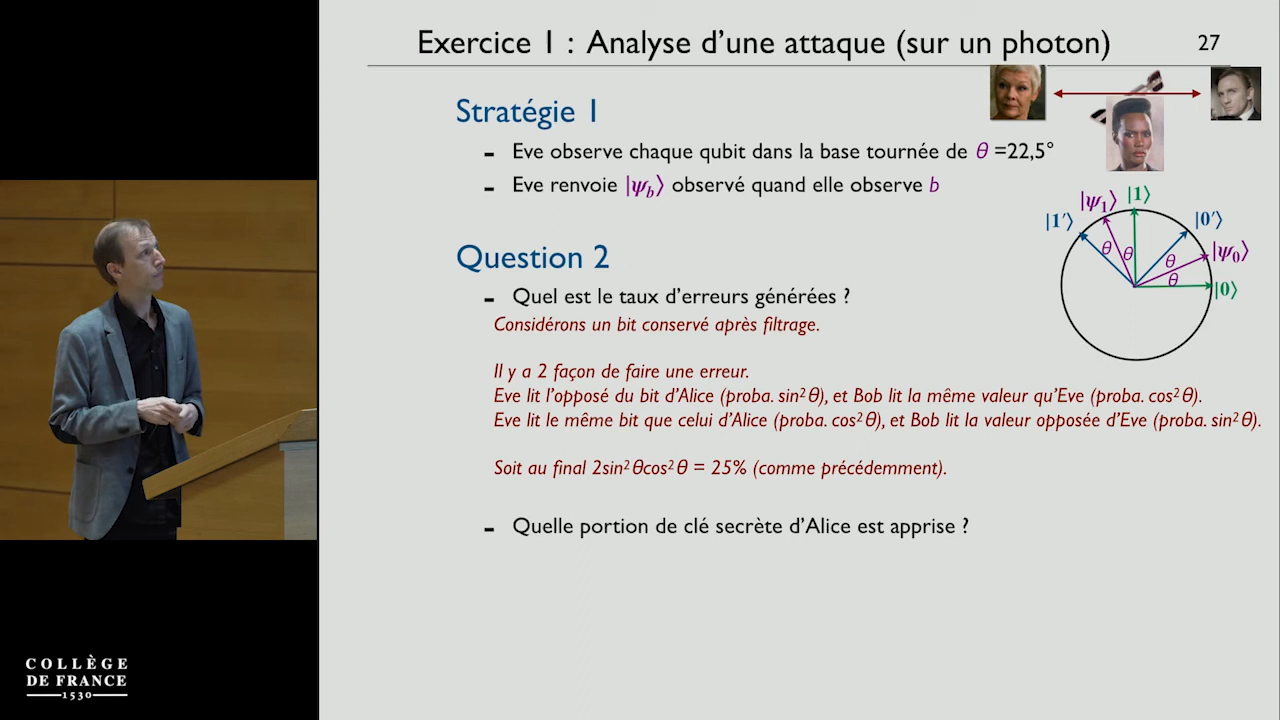 Exercice 1 : Analyse d'une attaque (sur un photon)
27
Stratégie 1
- Eve observe chaque qubit dans la base tournée de θ =22,5°
- Eve renvoie |ψb⟩ observé quand elle observe b
|1′⟩ |ψ1⟩ |1⟩ |0′⟩
|ψ0⟩
|0⟩
θ θ θ θ
Question 2
- Quel est le taux d'erreurs générées ?
Considérons un bit conservé après filtrage.
Il y a 2 façon de faire une erreur.
Eve lit l'opposé du bit d'Alice (proba. sin²θ), et Bob lit la même valeur qu'Eve (proba. cos²θ).
Eve lit le même bit que celui d'Alice (proba. cos²θ), et Bob lit la valeur opposée d'Eve (proba. sin²θ).
Soit au final 2sin²θcos²θ = 25% (comme précédemment).
- Quelle portion de clé secrète d'Alice est apprise ?
COLLÈGE
DE FRANCE
1530